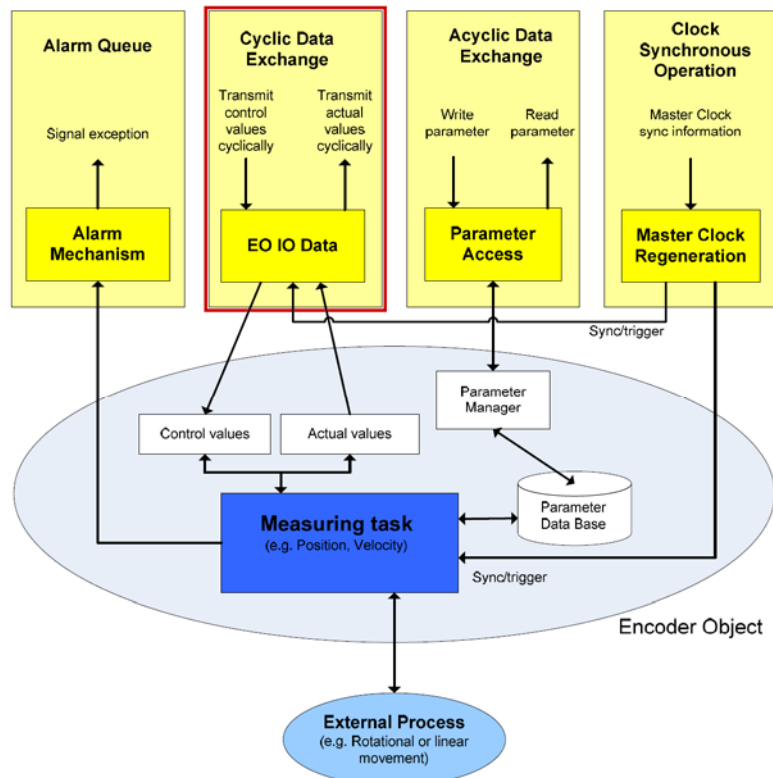 Alarm Queue
Signal exception
Alarm
Mechanism
Cyclic Data
Exchange
Transmit
control
values
cyclically
Transmit
actual
values
cyclically
EO IO Data
Acyclic Data
Exchange
Write
parameter
Read
parameter
Parameter
Access
Clock
Synchronous
Operation
Master Clock
sync information
Master Clock
Regeneration
Sync/trigger
Parameter
Manager
Control values
Actual values
Parameter
Data Base
Measuring task
(e.g. Position, Velocity)
Sync/trigger
Encoder Object
External Process
(e.g. Rotational or linear
movement)